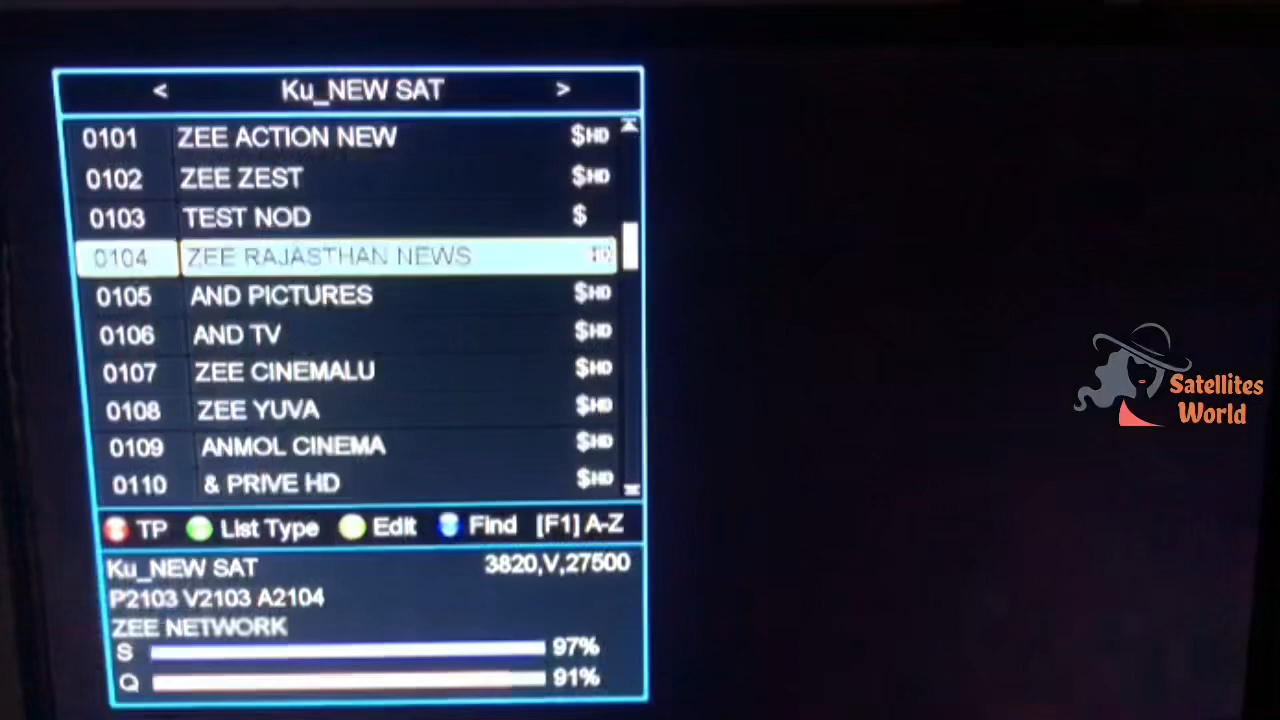 < Ku_NEW SAT >
0101 ZEE ACTION NEW $HD
0102 ZEE ZEST $HD
0103 TEST NOD $
0104 ZEE RAJASTHAN NEWS HD
0105 AND PICTURES $HD
0106 AND TV $HD
0107 ZEE CINEMALU $HD
0108 ZEE YUVA $HD
0109 ANMOL CINEMA $HD
0110 & PRIVE HD $HD
TP List Type Edit Find [F1] A-Z
Ku_NEW SAT 3820,V,27500
P2103 V2103 A2104
ZEE NETWORK
S 97%
Q 91%
Satellites
World